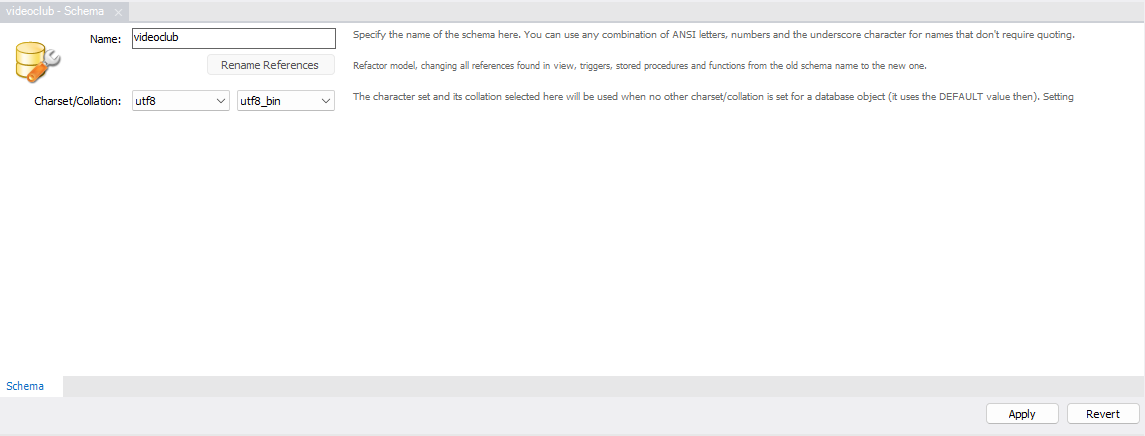 videoclub - Schema
Name: videoclub Specify the name of the schema here. You can use any combination of ANSI letters, numbers and the underscore character for names that don't require quoting.
Rename References Refactor model, changing all references found in view, triggers, stored procedures and functions from the old schema name to the new one.
Charset/Collation: utf8 utf8_bin The character set and its collation selected here will be used when no other charset/collation is set for a database object (it uses the DEFAULT value then). Setting
Schema
Apply Revert